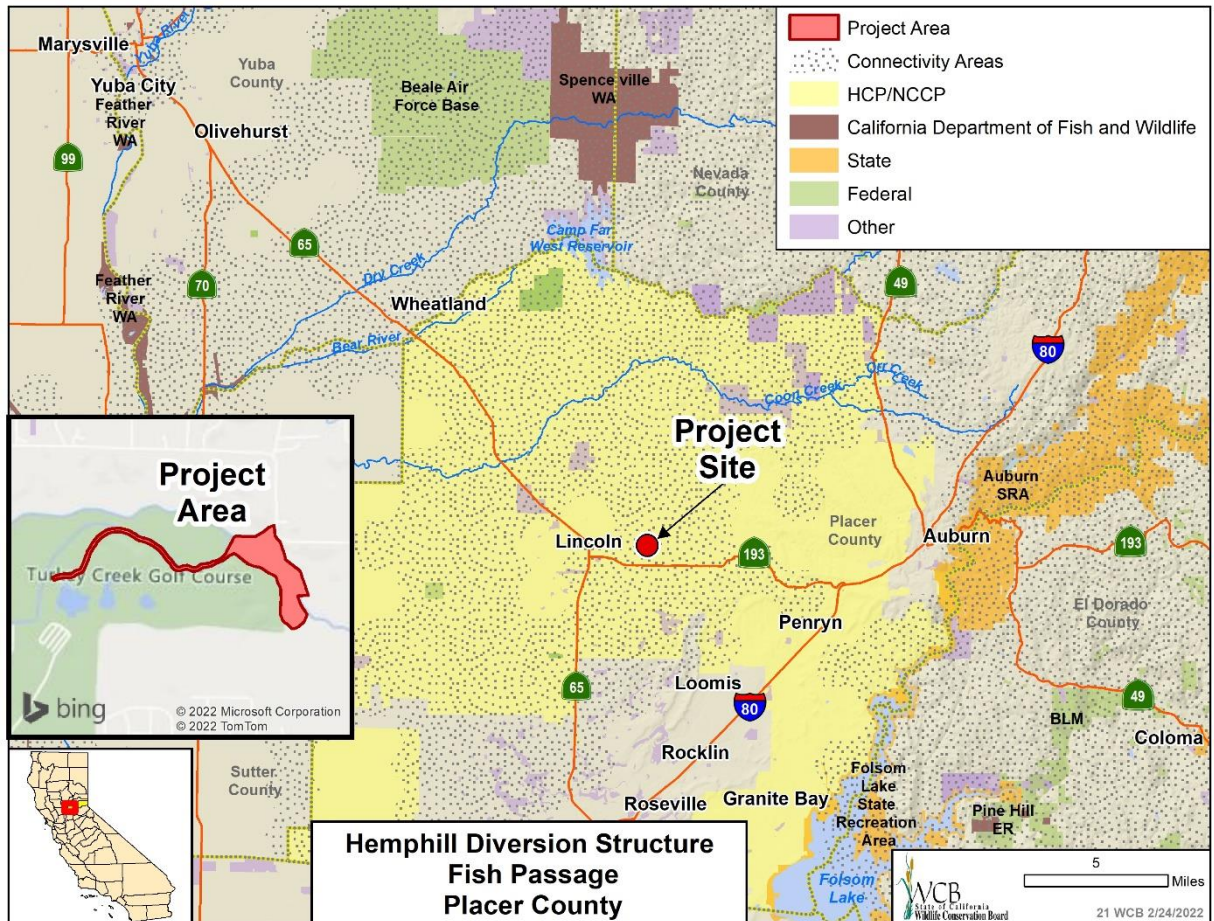 Project Area
Connectivity Areas
HCP/NCCP
California Department of Fish and Wildlife
State
Federal
Other
Marysville
Yuba River
Yuba
County
Yuba City
Feather
River
WA
Olivehurst
99
Beale Air
Force Base
Spenceville
WA
Nevada
County
65
Camp Far
West Reservoir
49
Feather
River
WA
70
Dry Creek
Wheatland
Bear River
80
Orr Creek
Coon Creek
Project
Site
Auburn
SRA
Placer
County
Lincoln
193
Auburn
193
El Dorado
County
Penryn
65
Loomis
80
49
BLM
Coloma
Rocklin
Sutter
County
Roseville
Granite Bay
Folsom
Lake
State
Recreation
Area
Pine Hill
ER
Folsom
Lake
Project
Area
Turkey Creek Golf Course
bing
© 2022 Microsoft Corporation
© 2022 TomTom
Hemphill Diversion Structure
Fish Passage
Placer County
WCB
State of California
Wildlife Conservation Board
5
Miles
21 WCB 2/24/2022